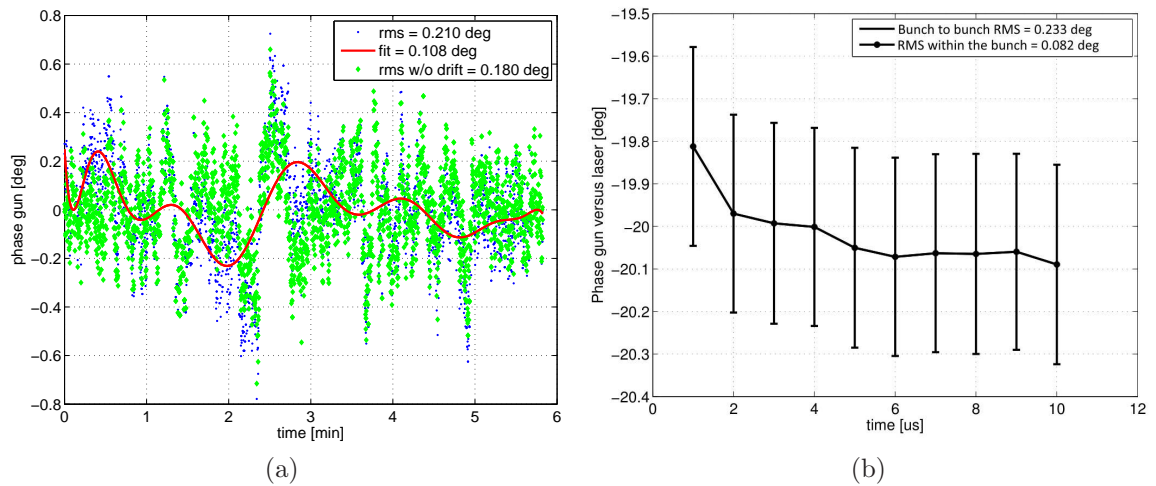 rms = 0.210 deg
fit = 0.108 deg
rms w/o drift = 0.180 deg
phase gun [deg]
0.8
0.6
0.4
0.2
0
−0.2
−0.4
−0.6
−0.8
0 1 2 3 4 5 6
time [min]
(a)
Bunch to bunch RMS = 0.233 deg
RMS within the bunch = 0.082 deg
Phase gun versus laser [deg]
−19.5
−19.6
−19.7
−19.8
−19.9
−20
−20.1
−20.2
−20.3
−20.4
0 2 4 6 8 10 12
time [us]
(b)